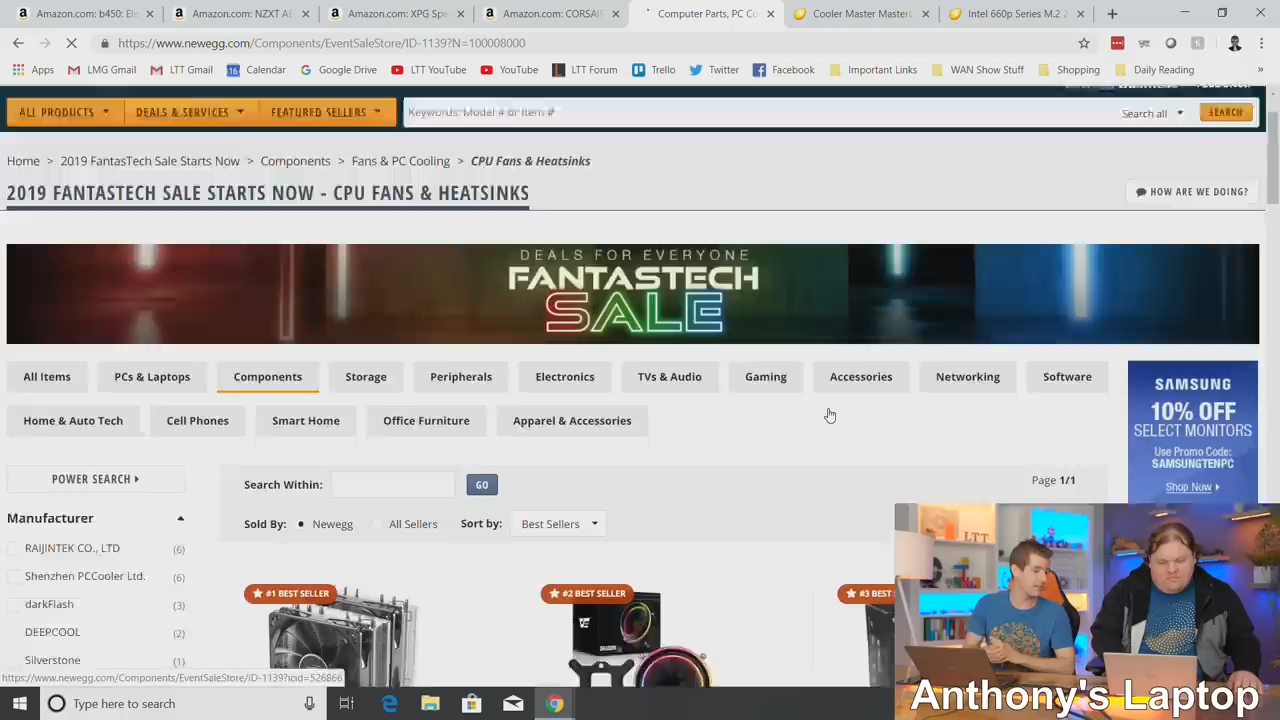 Amazon.com: b450: Ele
Amazon.com: NZXT AE
Amazon.com: XPG Spe
Amazon.com: CORSAIR
Computer Parts, PC Co
Cooler Master MasterL
Intel 660p Series M.2 2
https://www.newegg.com/Components/EventSaleStore/ID-1139?N=100008000
Apps
LMG Gmail
LTT Gmail
Calendar
Google Drive
LTT YouTube
YouTube
LTT Forum
Trello
Twitter
Facebook
Important Links
WAN Show Stuff
Shopping
Daily Reading
ALL PRODUCTS
DEALS & SERVICES
FEATURED SELLERS
Keywords, Model # or Item #
Search all
SEARCH
Home > 2019 FantasTech Sale Starts Now > Components > Fans & PC Cooling > CPU Fans & Heatsinks
2019 FANTASTECH SALE STARTS NOW - CPU FANS & HEATSINKS
HOW ARE WE DOING?
DEALS FOR EVERYONE
FANTASTECH
SALE
All Items
PCs & Laptops
Components
Storage
Peripherals
Electronics
TVs & Audio
Gaming
Accessories
Networking
Software
Home & Auto Tech
Cell Phones
Smart Home
Office Furniture
Apparel & Accessories
SAMSUNG
10% OFF
SELECT MONITORS
Use Promo Code:
SAMSUNGTENPC
Shop Now
POWER SEARCH
Search Within:
GO
Page 1/1
Manufacturer
Sold By: Newegg All Sellers Sort by: Best Sellers
RAIJINTEK CO., LTD (6)
Shenzhen PCCooler Ltd. (6)
darkFlash (3)
DEEPCOOL (2)
Silverstone (1)
#1 BEST SELLER
#2 BEST SELLER
#3 BEST
LTT
https://www.newegg.com/Components/EventSaleStore/ID-1139?icid=526866
Type here to search
Anthony's Laptop